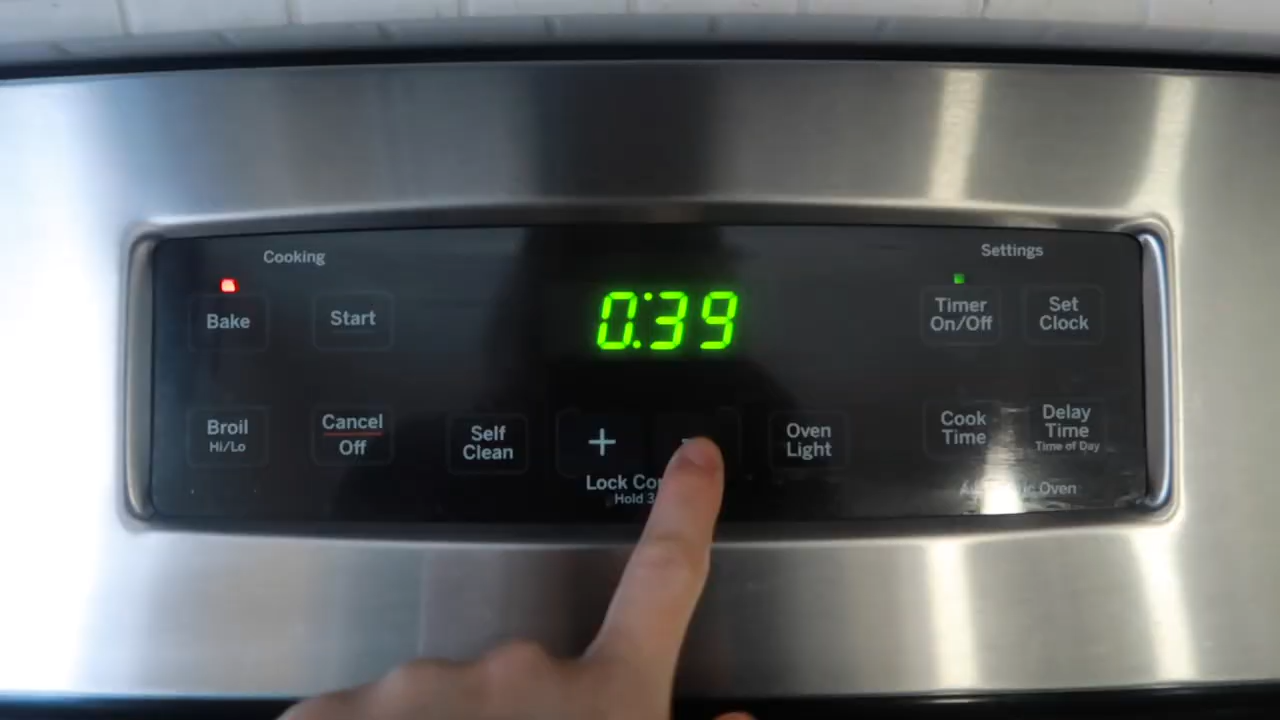 Cooking
Settings
Bake
Start
0:39
Timer
On/Off
Set
Clock
Broil
Hi/Lo
Cancel
Off
Self
Clean
+
-
Oven
Light
Cook
Time
Delay
Time
Time of Day
Lock
Hold 3
Oven